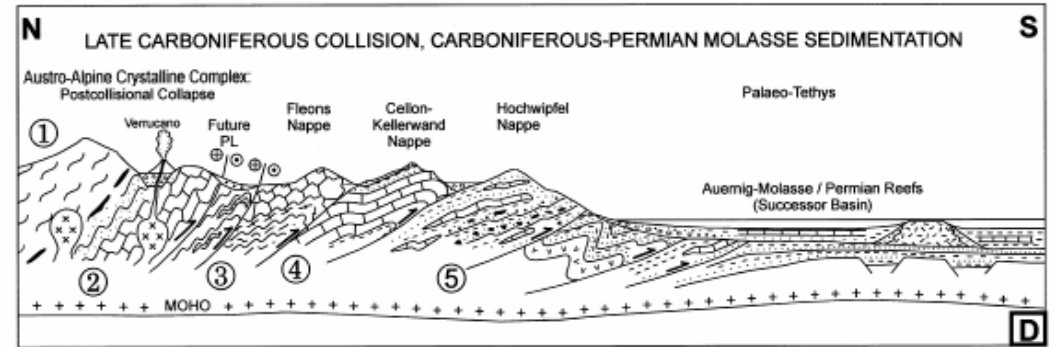 N
S
LATE CARBONIFEROUS COLLISION, CARBONIFEROUS-PERMIAN MOLASSE SEDIMENTATION
Austro-Alpine Crystalline Complex:
Postcollisional Collapse
Palaeo-Tethys
Verrucano
Future
PL
Fleons
Nappe
Cellon-
Kellerwand
Nappe
Hochwipfel
Nappe
①
Auernig-Molasse / Permian Reefs
(Successor Basin)
②
③
④
⑤
MOHO
D